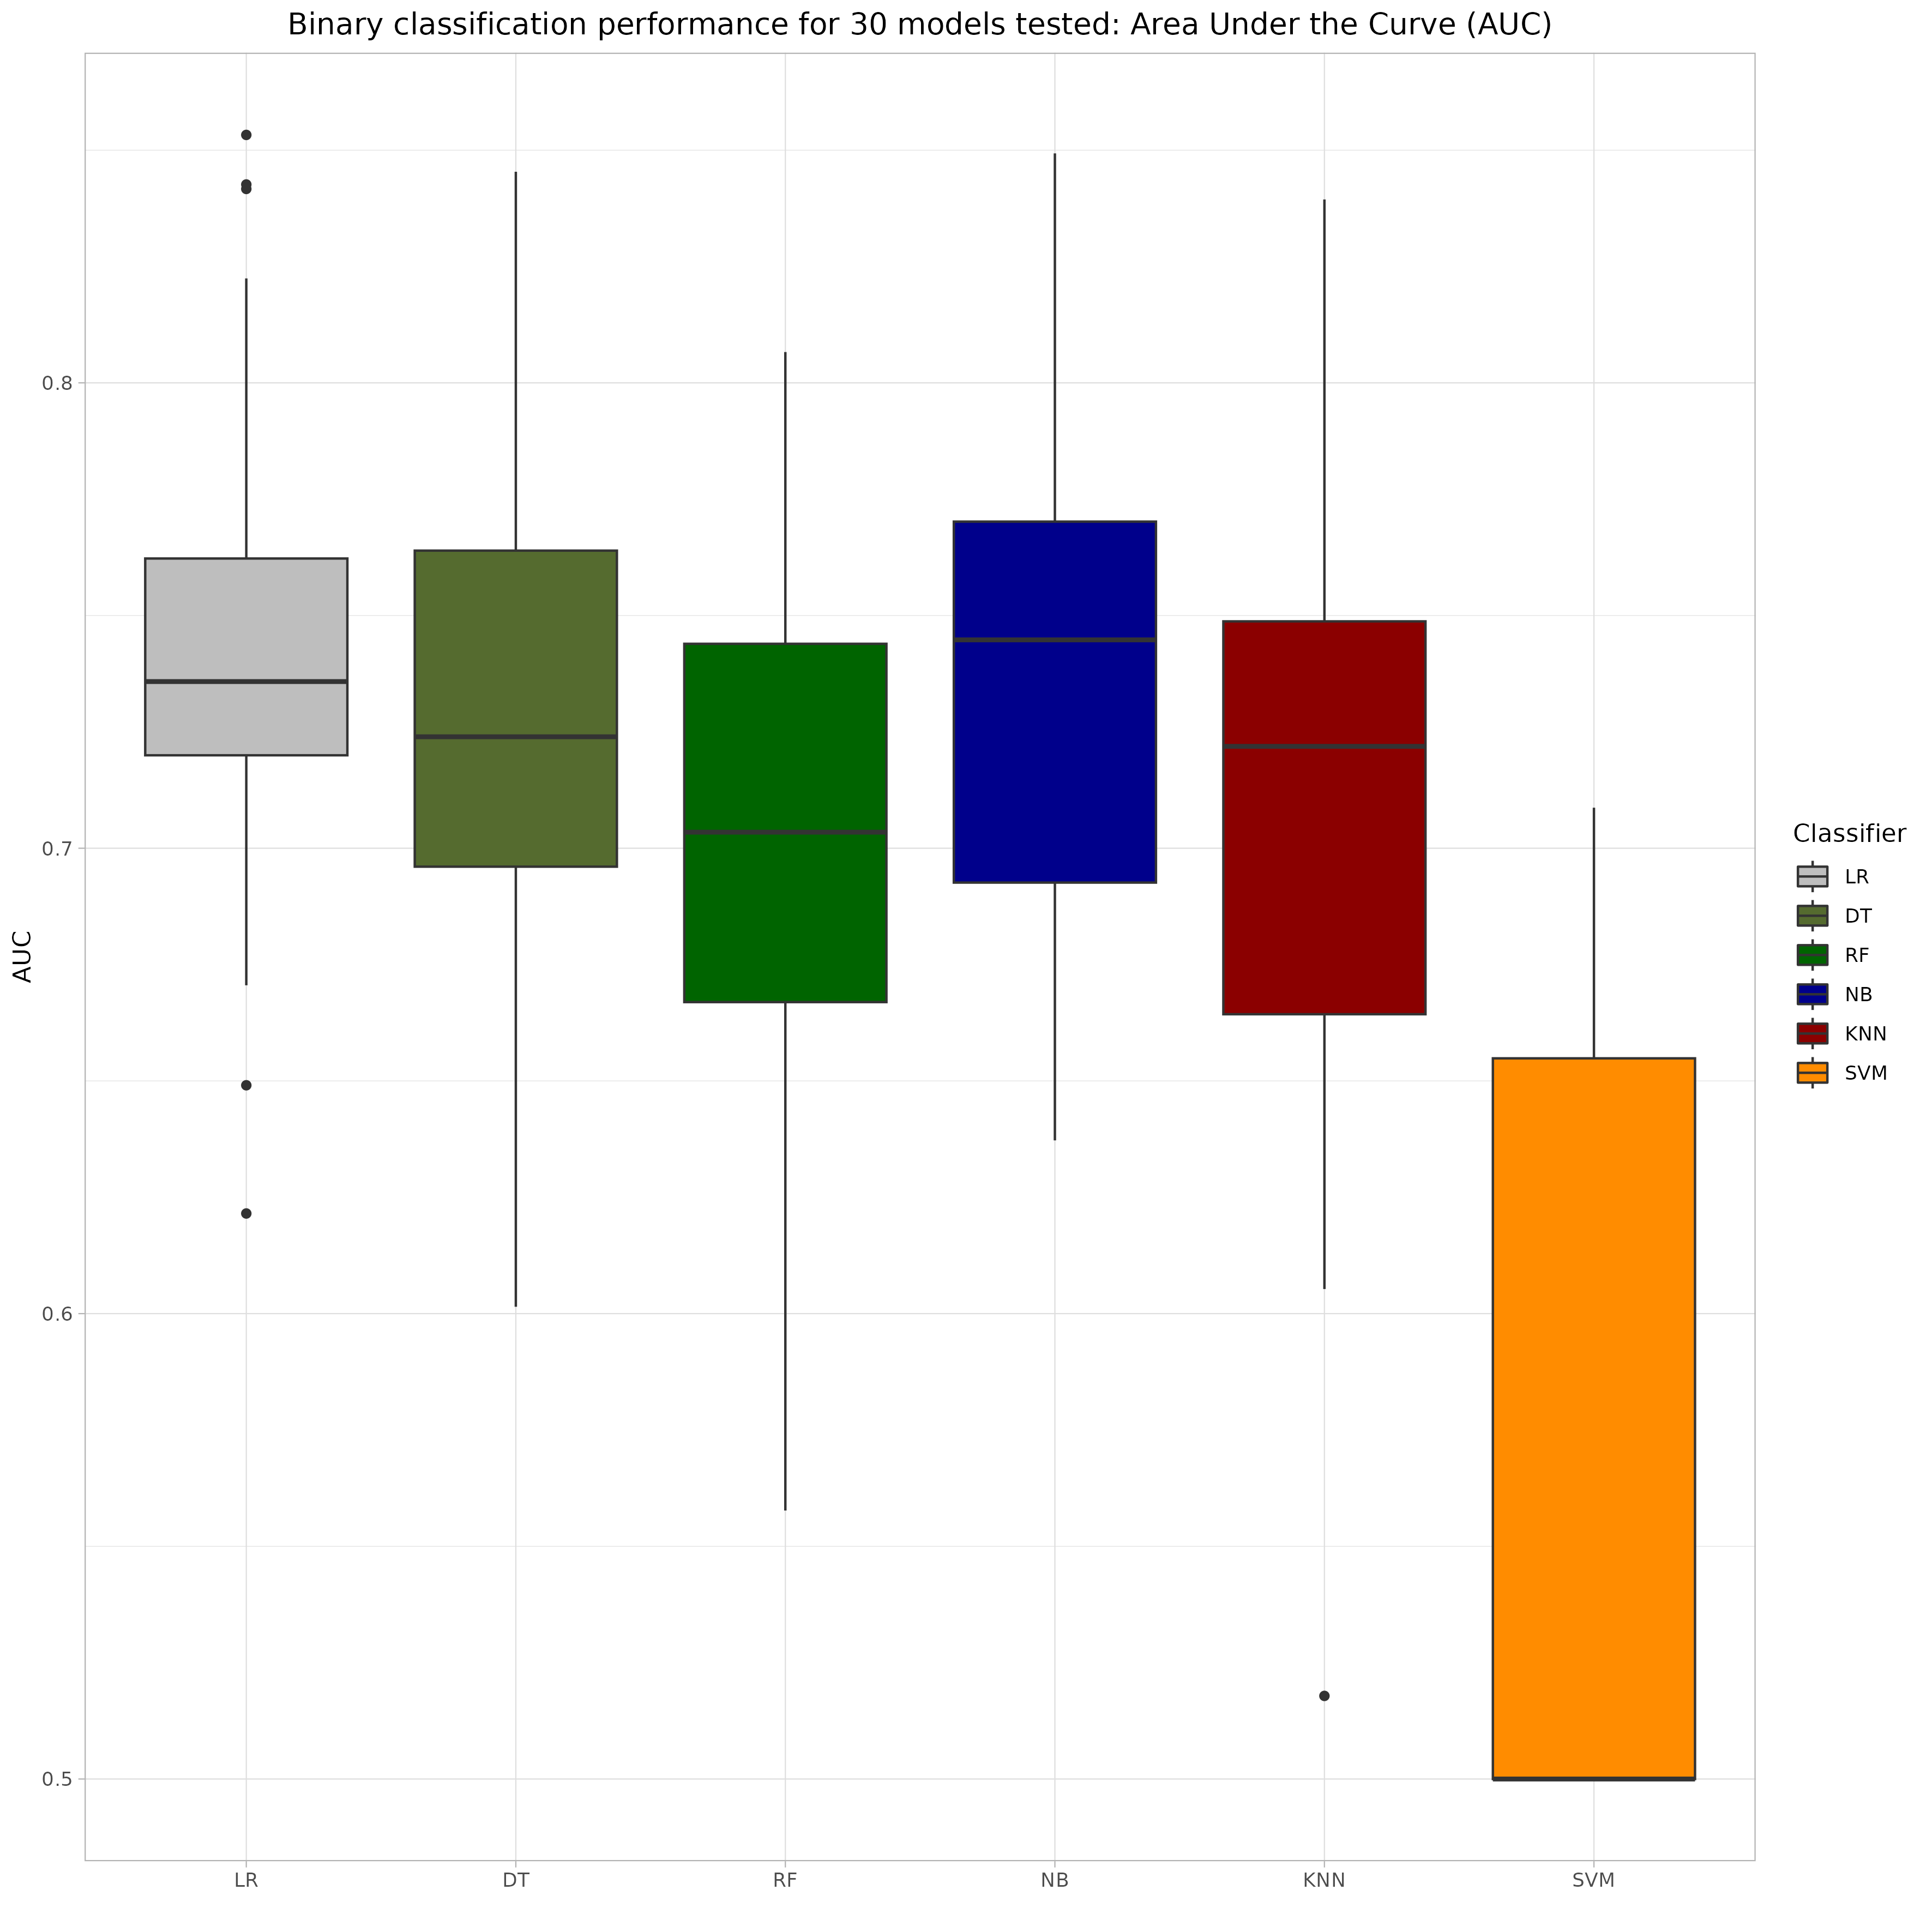 Binary classification performance for 30 models tested: Area Under the Curve (AUC)
AUC
0.8
0.7
0.6
0.5
LR DT RF NB KNN SVM
Classifier
LR
DT
RF
NB
KNN
SVM